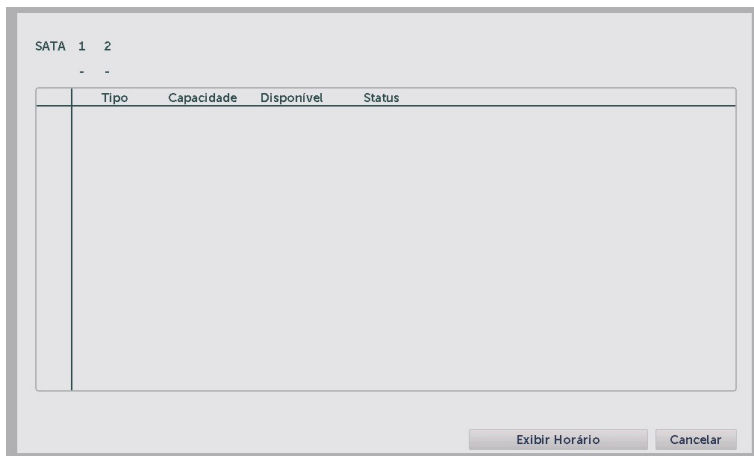 SATA 1 2
- -
Tipo Capacidade Disponível Status
Exibir Horário Cancelar